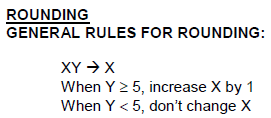 ROUNDING
GENERAL RULES FOR ROUNDING:
XY → X
When Y ≥ 5, increase X by 1
When Y < 5, don't change X